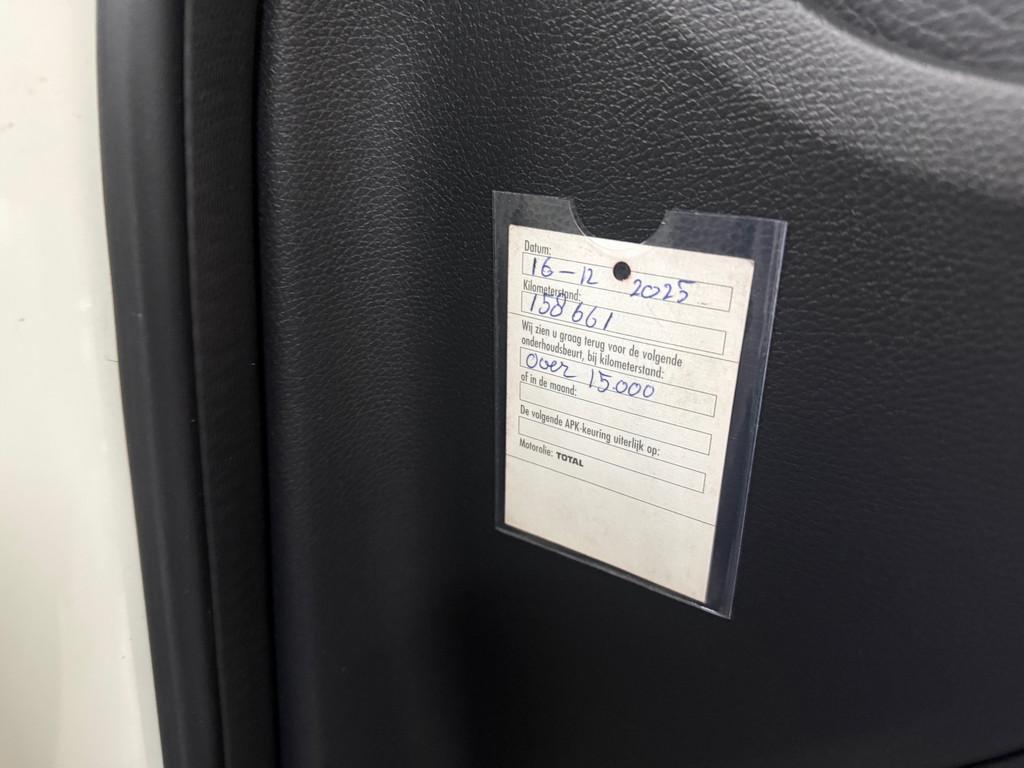 Datum:
16-12 2025
Kilometerstand:
158661
Wij zien u graag terug voor de volgende
onderhoudsbeurt, bij kilometerstand:
over 15.000
of in de maand:
De volgende APK-keuring uiterlijk op:
Motorolie: TOTAL